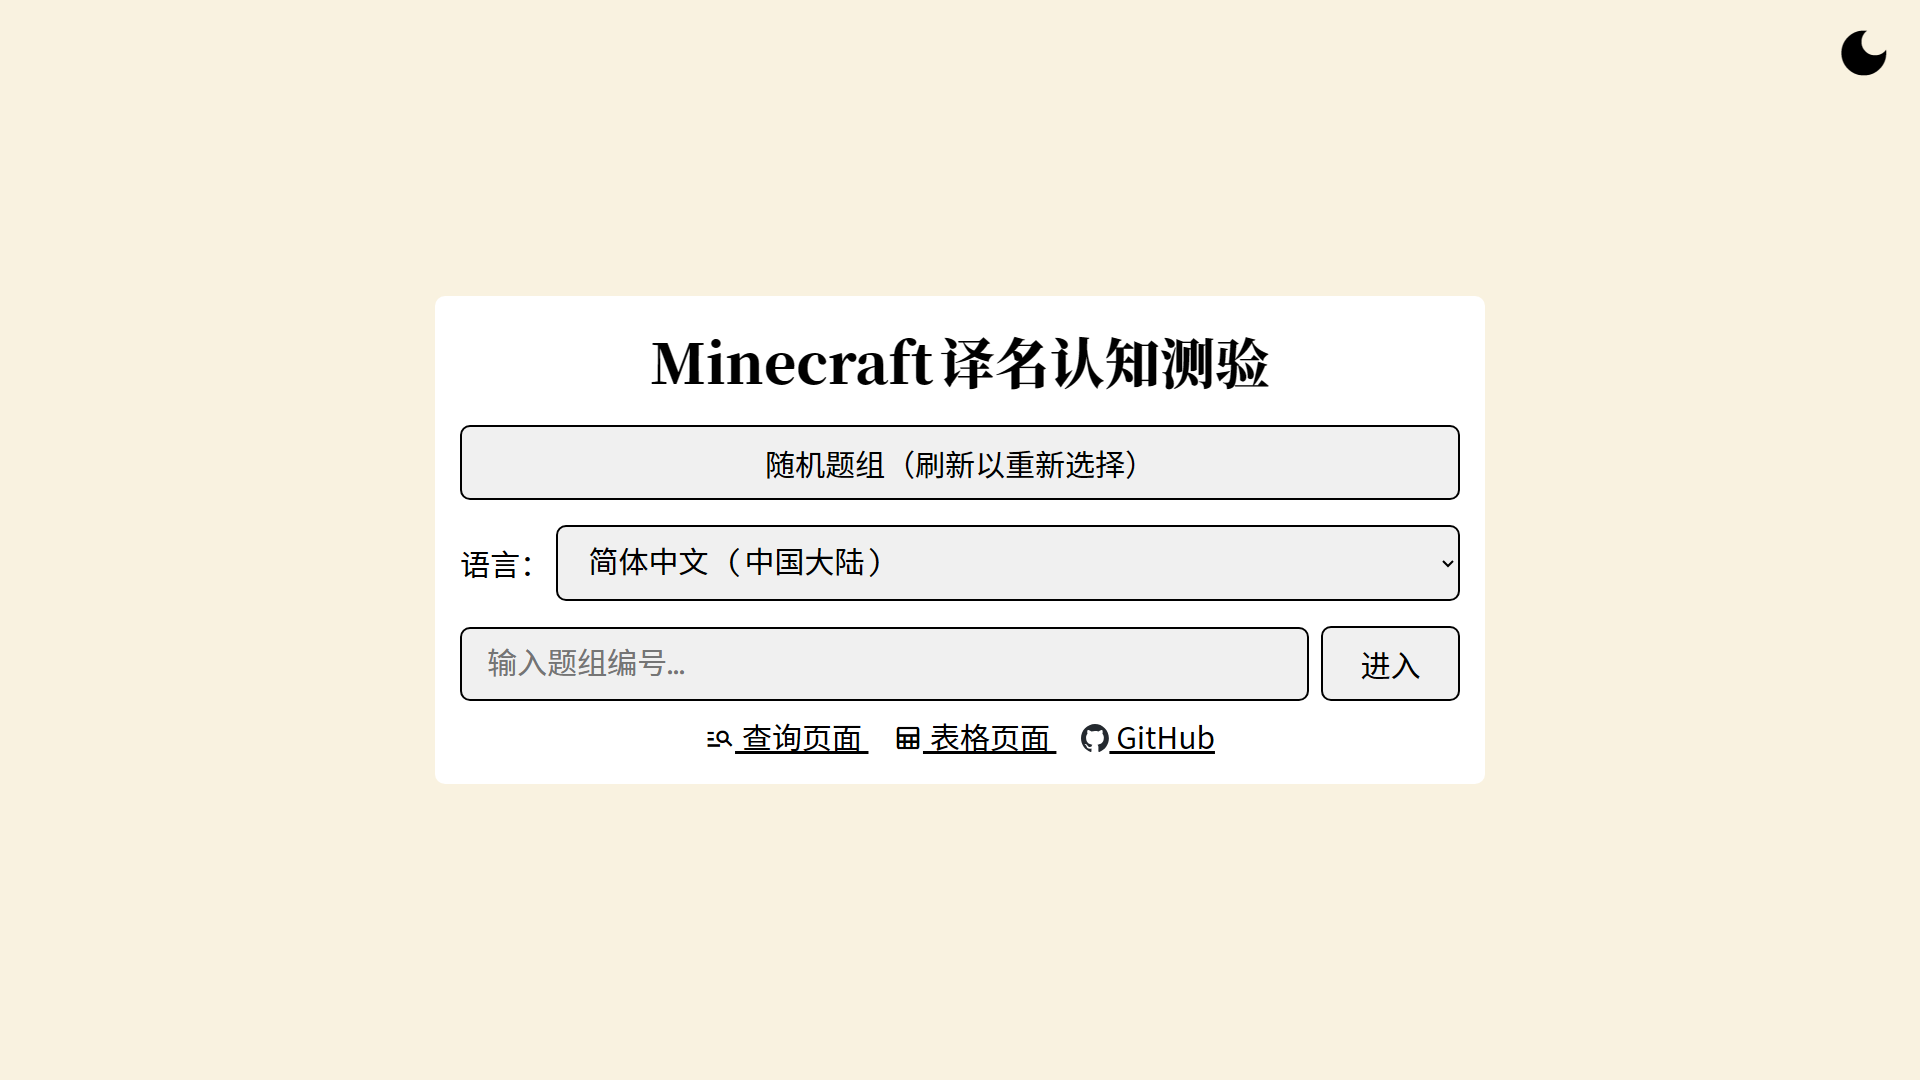 Minecraft译名认知测验
随机题组（刷新以重新选择）
语言： 简体中文（中国大陆）
输入题组编号… 进入
查询页面 表格页面 GitHub